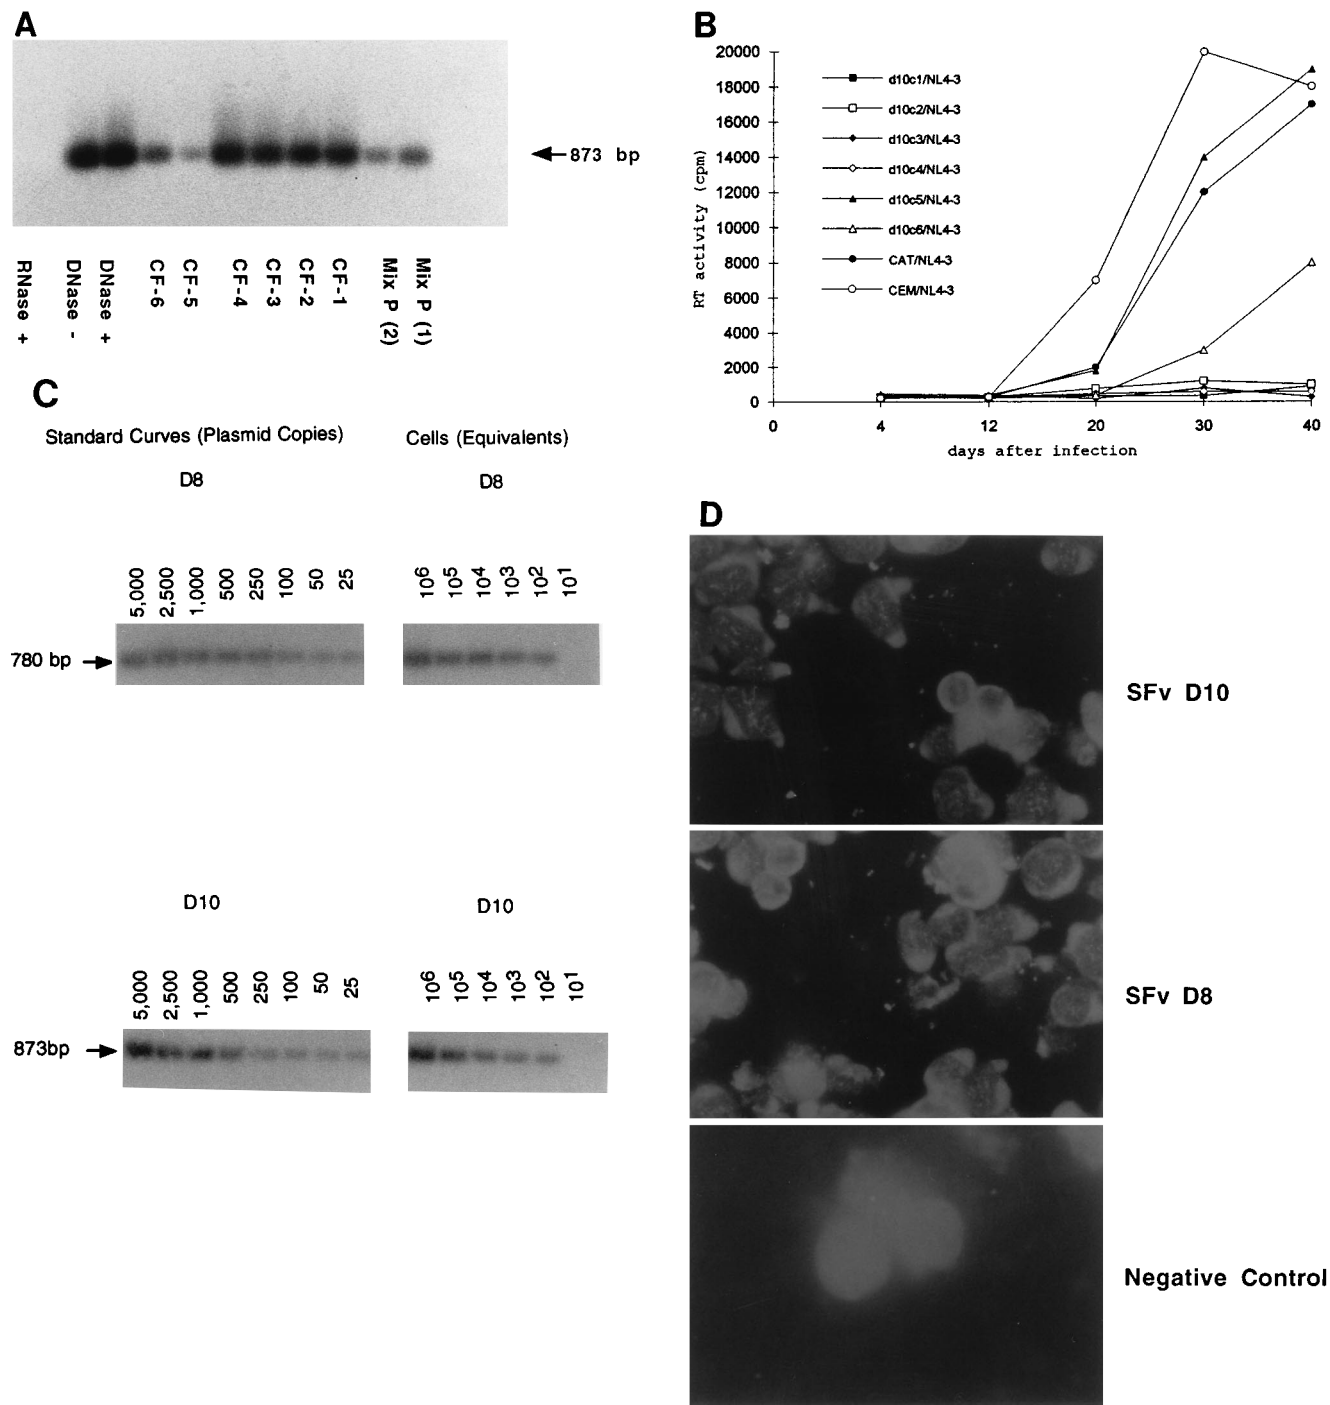 A
873 bp
RNase +
DNase -
DNase +
CF-6
CF-5
CF-4
CF-3
CF-2
CF-1
Mix P (2)
Mix P (1)
B
RT activity (cpm)
20000
18000
16000
14000
12000
10000
8000
6000
4000
2000
0
d10c1/NL4-3
d10c2/NL4-3
d10c3/NL4-3
d10c4/NL4-3
d10c5/NL4-3
d10c6/NL4-3
CAT/NL4-3
CEM/NL4-3
0 4 12 20 30 40
days after infection
C
Standard Curves (Plasmid Copies)
D8
5,000 2,500 1,000 500 250 100 50 25
780 bp
Cells (Equivalents)
D8
10⁶ 10⁵ 10⁴ 10³ 10² 10¹
D10
5,000 2,500 1,000 500 250 100 50 25
873bp
D10
10⁶ 10⁵ 10⁴ 10³ 10² 10¹
D
SFv D10
SFv D8
Negative Control